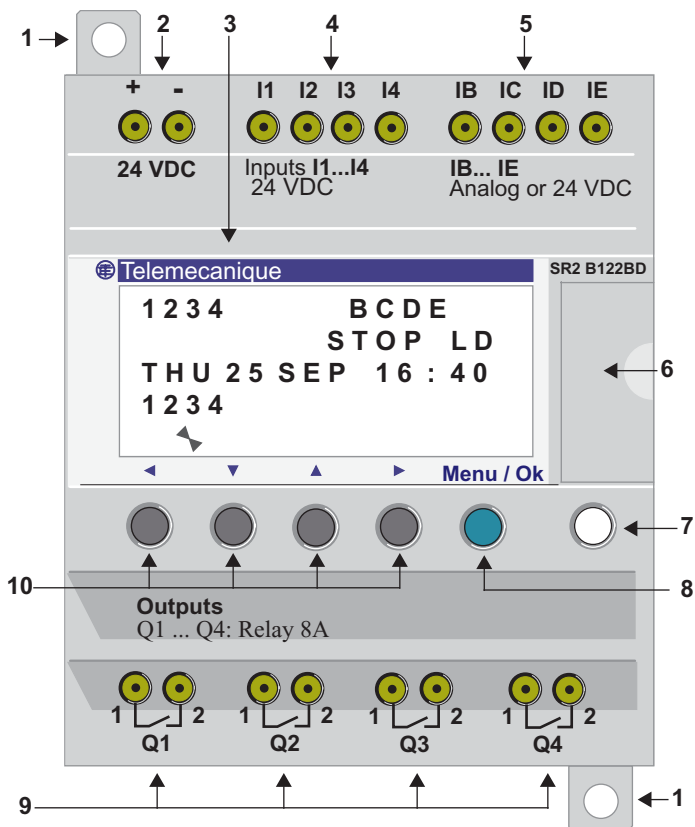 1 2 3 4 5
+ - I1 I2 I3 I4 IB IC ID IE
24 VDC Inputs I1...I4 IB... IE
24 VDC Analog or 24 VDC
Telemecanique SR2 B122BD
1234 BCDE
STOP LD
THU 25 SEP 16 : 40
1234
6
Menu / Ok
7
10 8
Outputs
Q1 ... Q4: Relay 8A
1 2 1 2 1 2 1 2
Q1 Q2 Q3 Q4
9 1